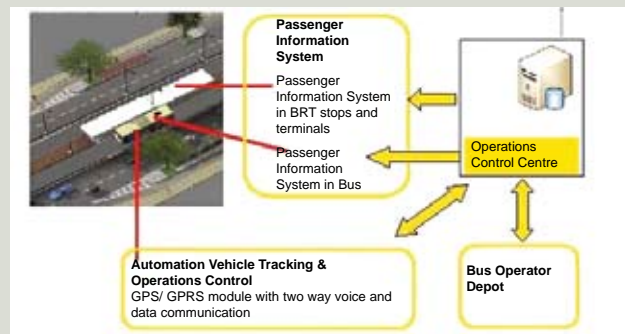 Passenger
Information
System
Passenger
Information System
in BRT stops and
terminals
Passenger
Information
System in Bus
Operations
Control Centre
Automation Vehicle Tracking &
Operations Control
GPS/ GPRS module with two way voice and
data communication
Bus Operator
Depot